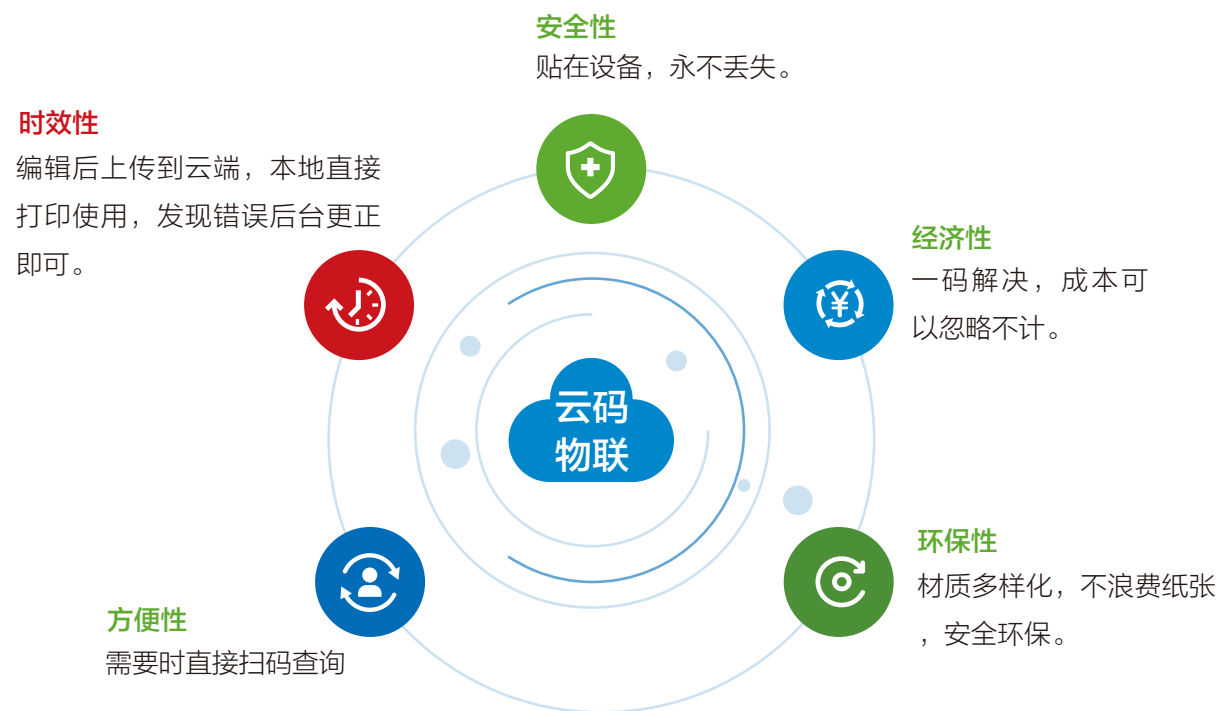 安全性
贴在设备，永不丢失。
时效性
编辑后上传到云端，本地直接
打印使用，发现错误后台更正
即可。
经济性
一码解决，成本可
以忽略不计。
¥
云码
物联
环保性
材质多样化，不浪费纸张
，安全环保。
方便性
需要时直接扫码查询